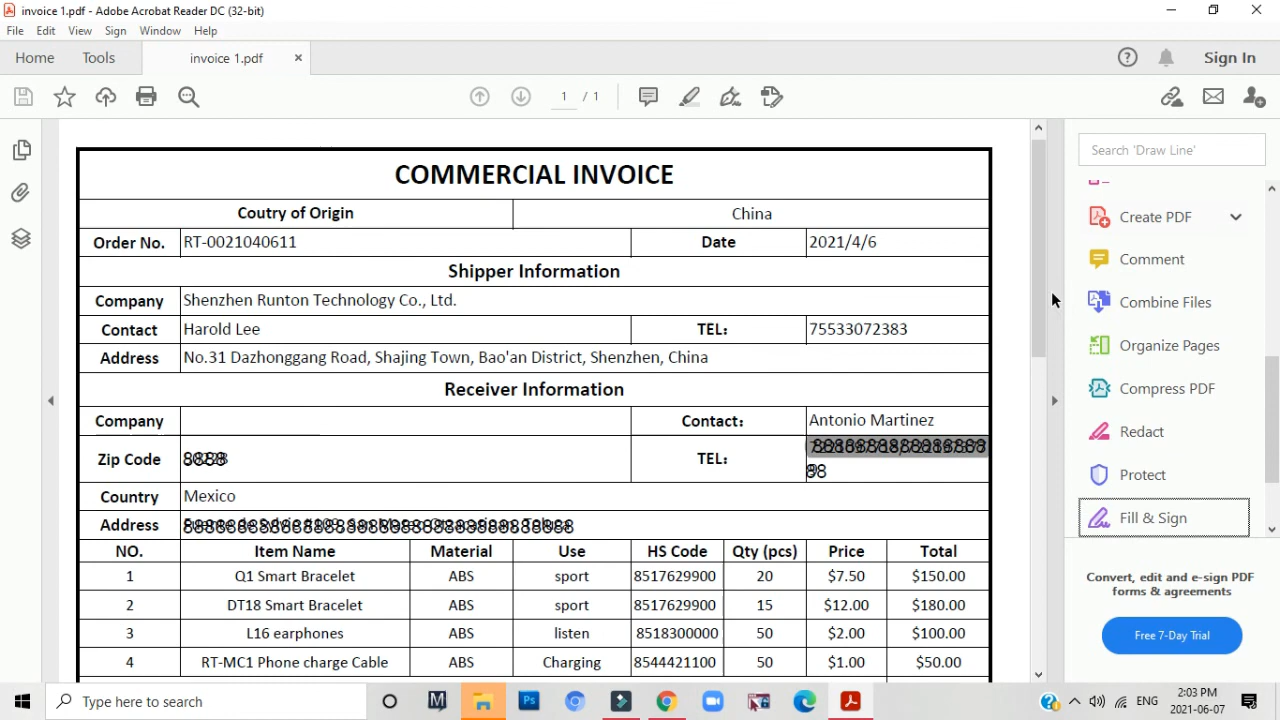 invoice 1.pdf - Adobe Acrobat Reader DC (32-bit)
File Edit View Sign Window Help
Home Tools invoice 1.pdf × Sign In
1 / 1
Search 'Draw Line'
COMMERCIAL INVOICE
Coutry of Origin China
Order No. RT-0021040611 Date 2021/4/6
Shipper Information
Company Shenzhen Runton Technology Co., Ltd.
Contact Harold Lee TEL: 75533072383
Address No.31 Dazhonggang Road, Shajing Town, Bao'an District, Shenzhen, China
Receiver Information
Company Contact: Antonio Martinez
Zip Code TEL:
Country Mexico
Address
NO. Item Name Material Use HS Code Qty (pcs) Price Total
1 Q1 Smart Bracelet ABS sport 8517629900 20 $7.50 $150.00
2 DT18 Smart Bracelet ABS sport 8517629900 15 $12.00 $180.00
3 L16 earphones ABS listen 8518300000 50 $2.00 $100.00
4 RT-MC1 Phone charge Cable ABS Charging 8544421100 50 $1.00 $50.00
Create PDF
Comment
Combine Files
Organize Pages
Compress PDF
Redact
Protect
Fill & Sign
Convert, edit and e-sign PDF
forms & agreements
Free 7-Day Trial
Type here to search
ENG
2:03 PM
2021-06-07